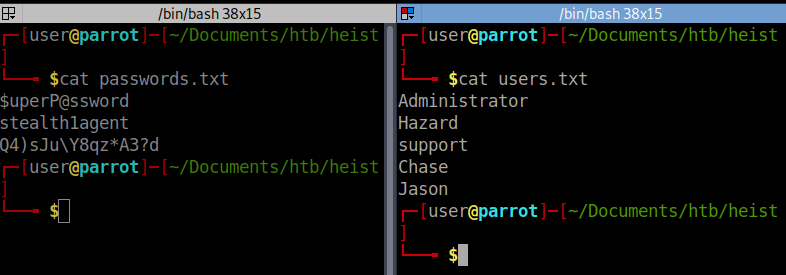 /bin/bash 38x15
┌─[user@parrot]─[~/Documents/htb/heist
]
└──╼ $cat passwords.txt
$uperP@ssword
stealth1agent
Q4)sJu\Y8qz*A3?d
┌─[user@parrot]─[~/Documents/htb/heist
]
└──╼ $
/bin/bash 38x15
┌─[user@parrot]─[~/Documents/htb/heist
]
└──╼ $cat users.txt
Administrator
Hazard
support
Chase
Jason
┌─[user@parrot]─[~/Documents/htb/heist
]
└──╼ $